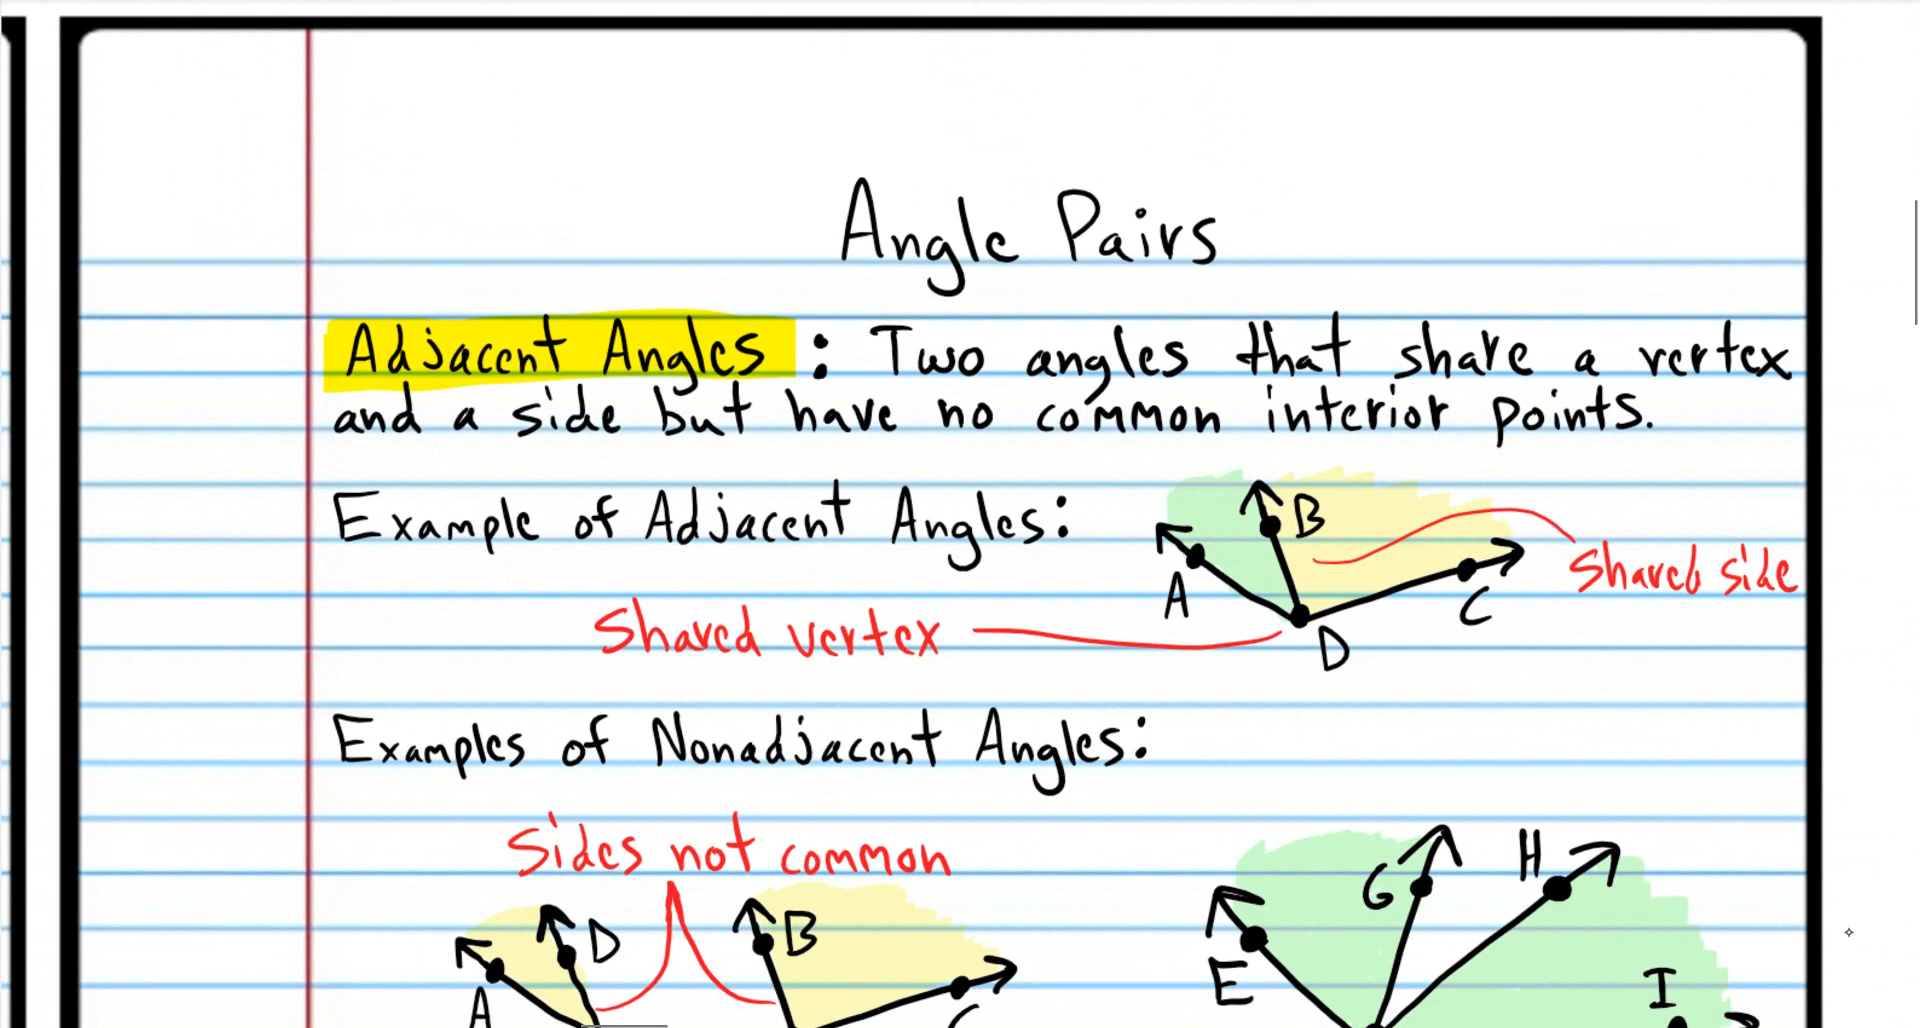 Angle Pairs
Adjacent Angles : Two angles that share a vertex
and a side but have no common interior points.
Example of Adjacent Angles:
B
A
C
D
Shared side
Shared vertex
Examples of Nonadjacent Angles:
Sides not common
G
H
D
B
E
I
A
C